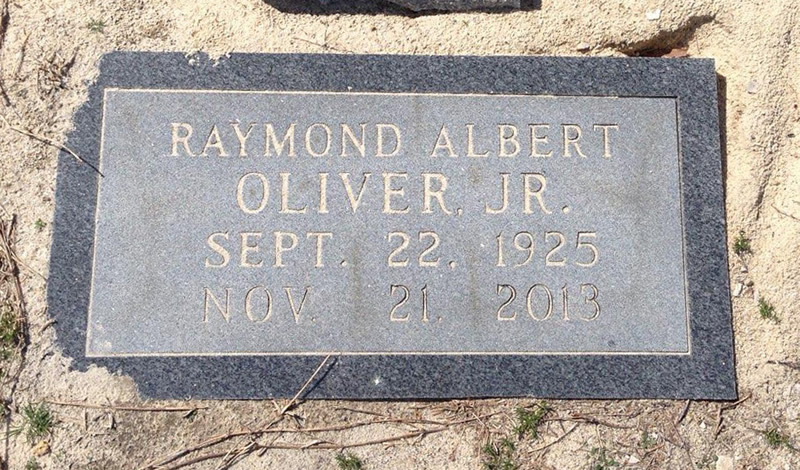 RAYMOND ALBERT
OLIVER, JR.
SEPT. 22, 1925
NOV. 21, 2013